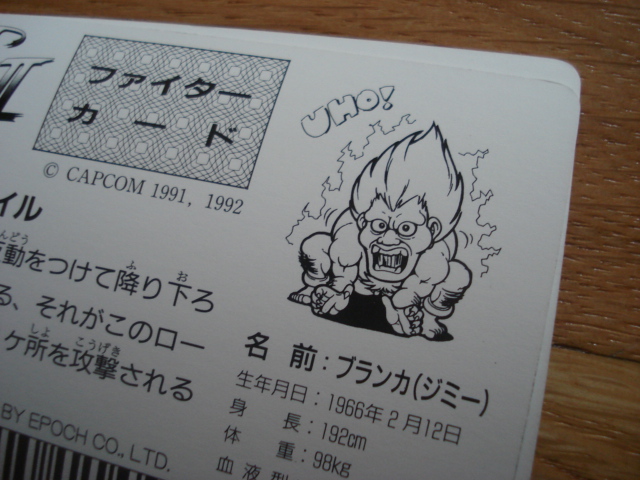 II
ファイター
カード
© CAPCOM 1991, 1992
UHO!
イル
動をつけて降り下ろ
る、それがこのロー
ケ所を攻撃される
BY EPOCH CO., LTD.
名前：ブランカ(ジミー)
生年月日：1966年2月12日
身長：192cm
体重：98kg
血液型